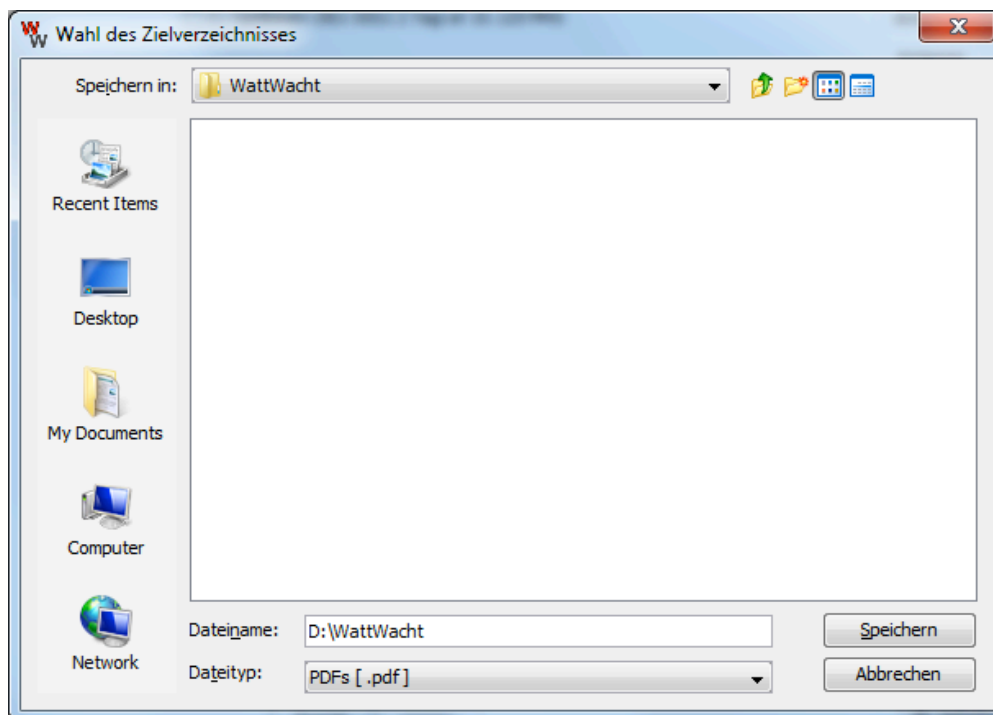 WW Wahl des Zielverzeichnisses
Speichern in: WattWacht
Recent Items
Desktop
My Documents
Computer
Network
Dateiname: D:\WattWacht Speichern
Dateityp: PDFs [ .pdf ] Abbrechen